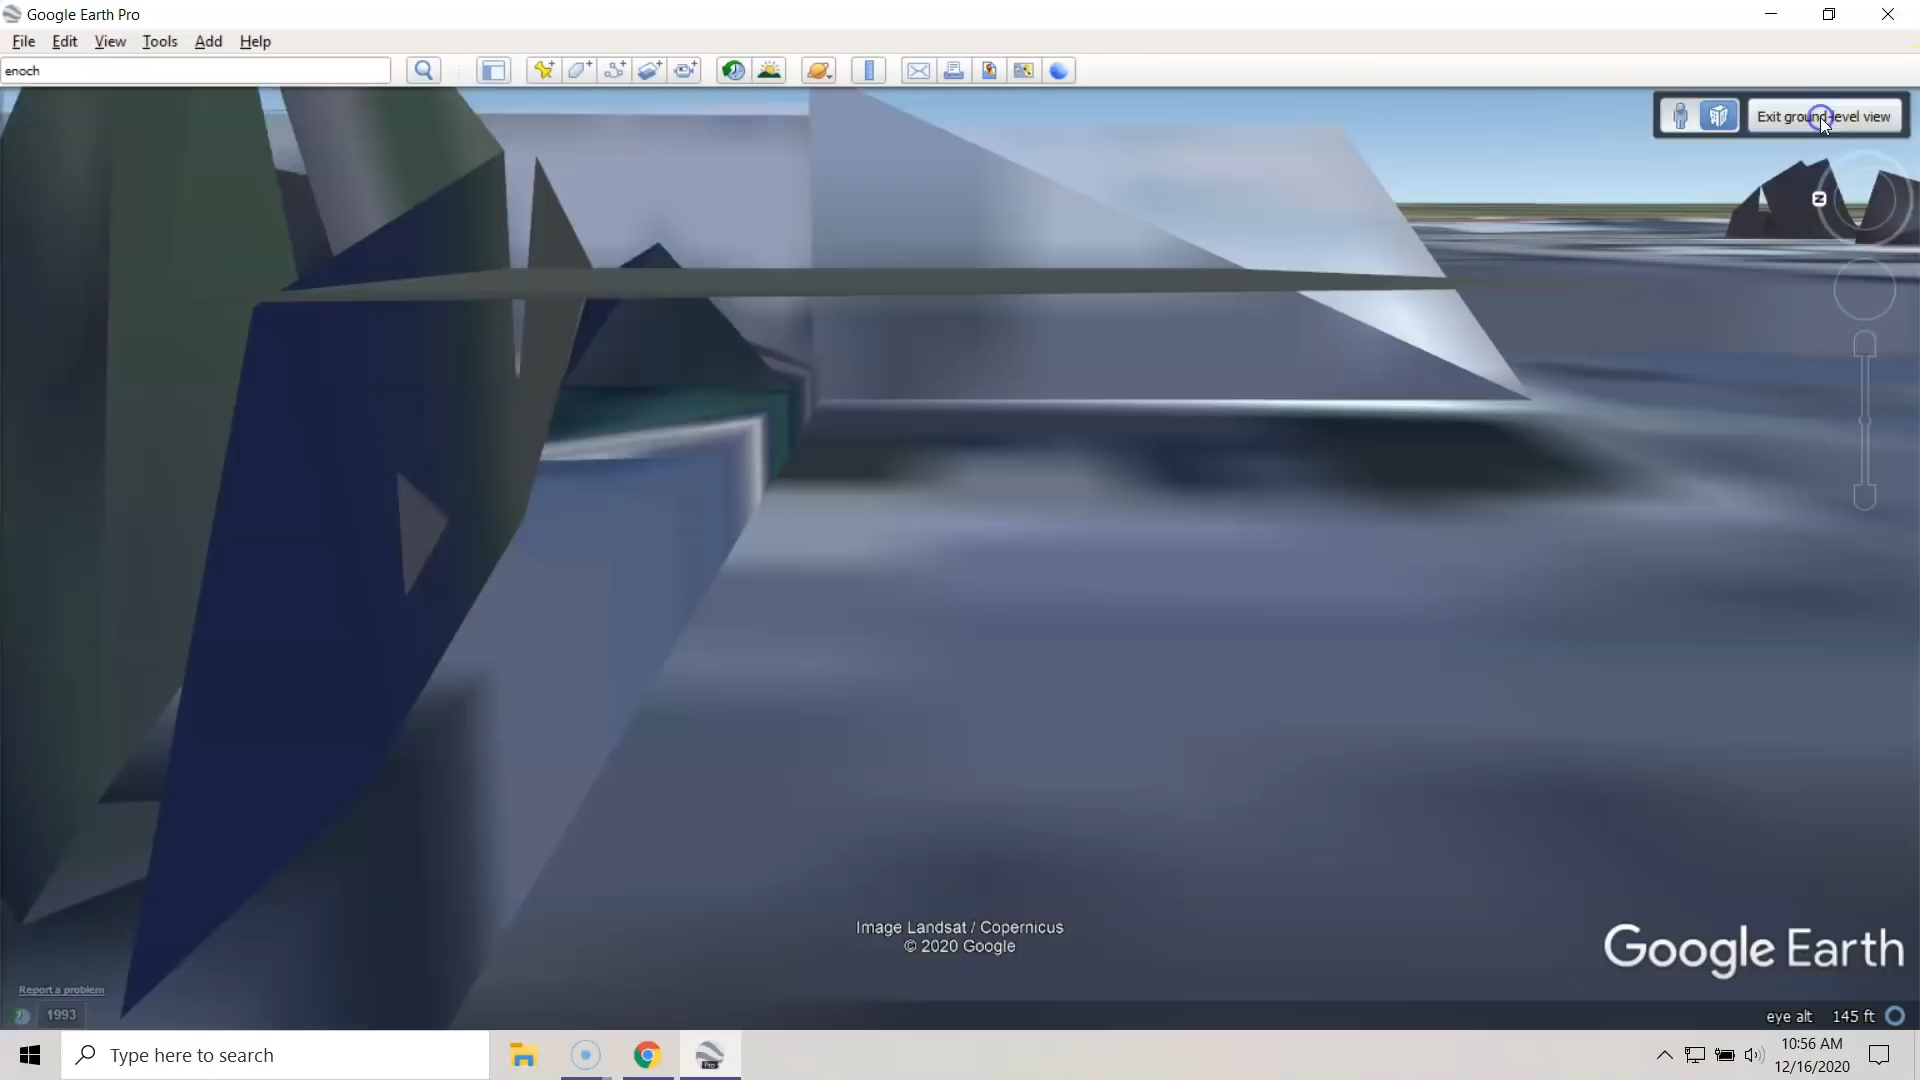 Google Earth Pro
File Edit View Tools Add Help
enoch
Exit ground-level view
N
Image Landsat / Copernicus
© 2020 Google
Google Earth
Report a problem
1993
eye alt 145 ft
Type here to search
Pro
10:56 AM
12/16/2020